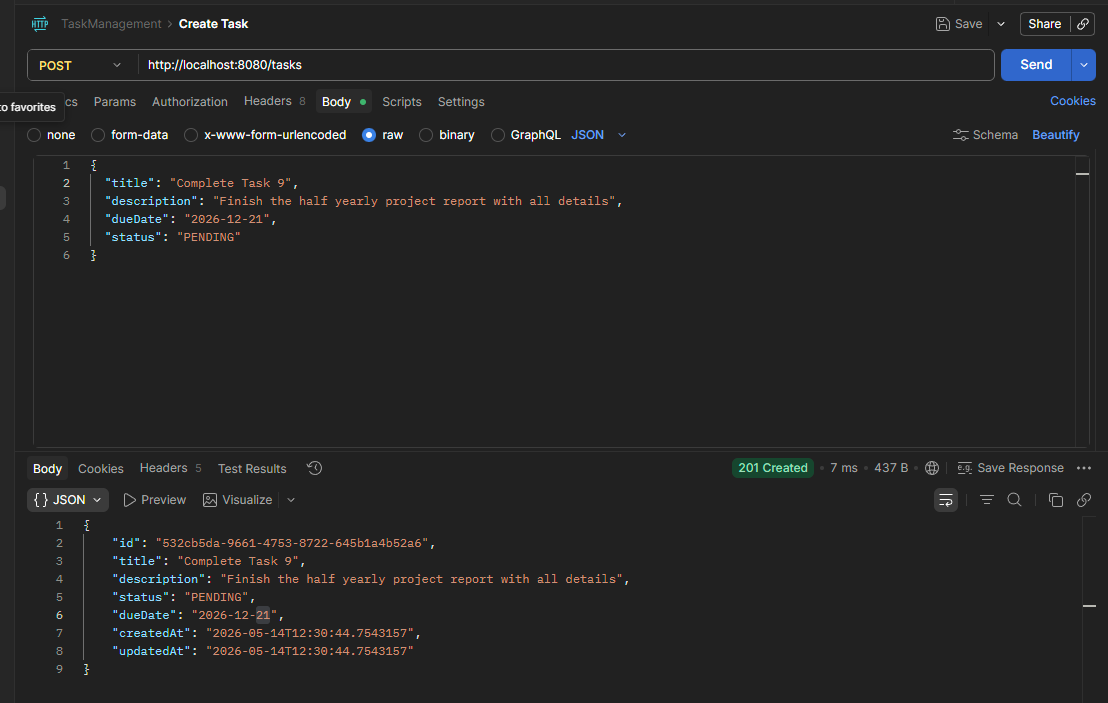 HTTP TaskManagement > Create Task Save Share
POST http://localhost:8080/tasks Send
to favorites cs Params Authorization Headers 8 Body Scripts Settings Cookies
none form-data x-www-form-urlencoded raw binary GraphQL JSON Schema Beautify
1 {
2 "title": "Complete Task 9",
3 "description": "Finish the half yearly project report with all details",
4 "dueDate": "2026-12-21",
5 "status": "PENDING"
6 }
Body Cookies Headers 5 Test Results 201 Created • 7 ms • 437 B • e.g. Save Response
{} JSON Preview Visualize
1 {
2 "id": "532cb5da-9661-4753-8722-645b1a4b52a6",
3 "title": "Complete Task 9",
4 "description": "Finish the half yearly project report with all details",
5 "status": "PENDING",
6 "dueDate": "2026-12-21",
7 "createdAt": "2026-05-14T12:30:44.7543157",
8 "updatedAt": "2026-05-14T12:30:44.7543157"
9 }